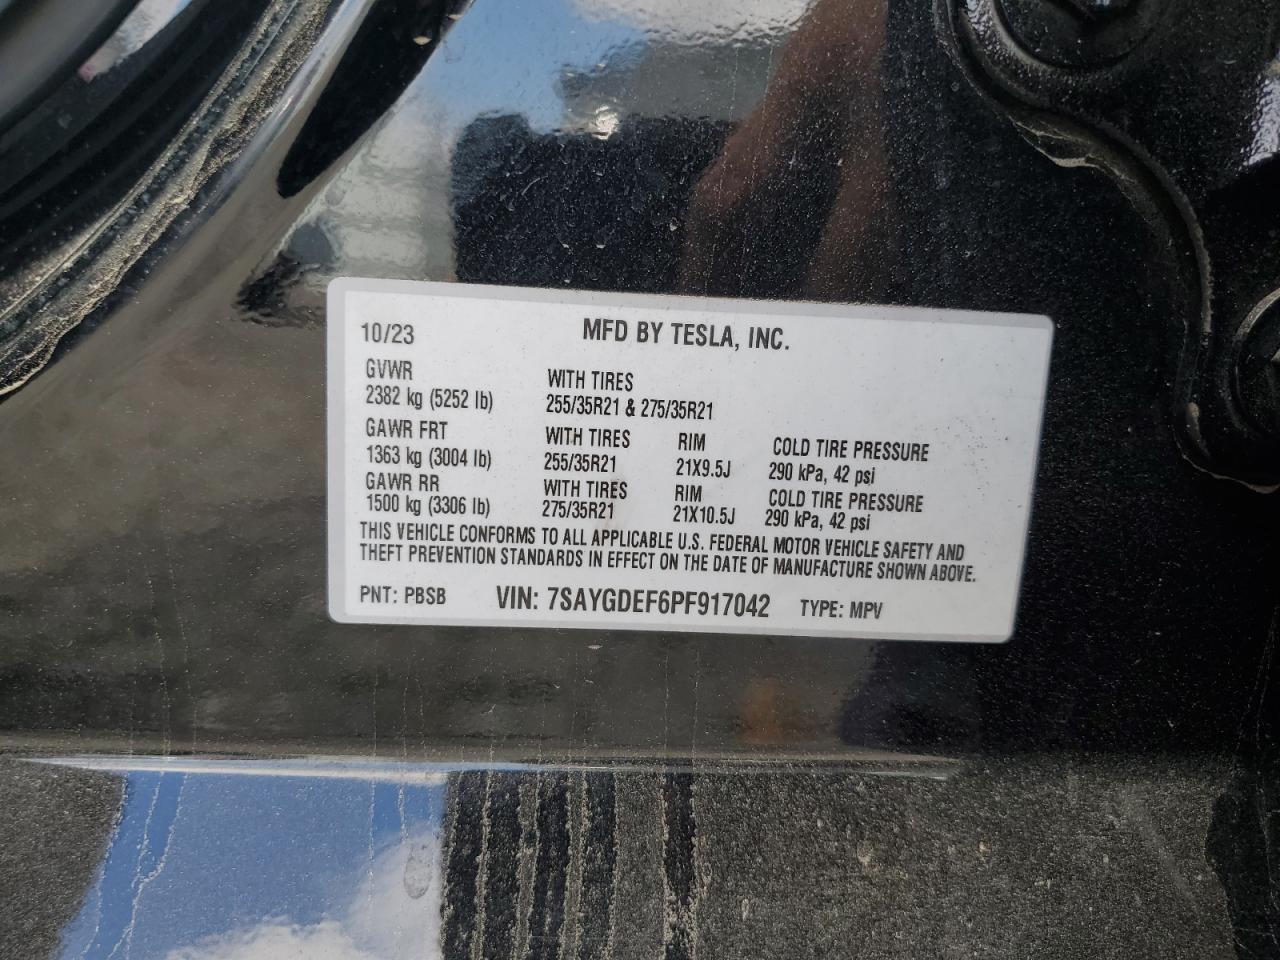 10/23 MFD BY TESLA, INC.
GVWR WITH TIRES
2382 kg (5252 lb) 255/35R21 & 275/35R21
GAWR FRT WITH TIRES RIM COLD TIRE PRESSURE
1363 kg (3004 lb) 255/35R21 21X9.5J 290 kPa, 42 psi
GAWR RR WITH TIRES RIM COLD TIRE PRESSURE
1500 kg (3306 lb) 275/35R21 21X10.5J 290 kPa, 42 psi
THIS VEHICLE CONFORMS TO ALL APPLICABLE U.S. FEDERAL MOTOR VEHICLE SAFETY AND
THEFT PREVENTION STANDARDS IN EFFECT ON THE DATE OF MANUFACTURE SHOWN ABOVE.
PNT: PBSB VIN: 7SAYGDEF6PF917042 TYPE: MPV